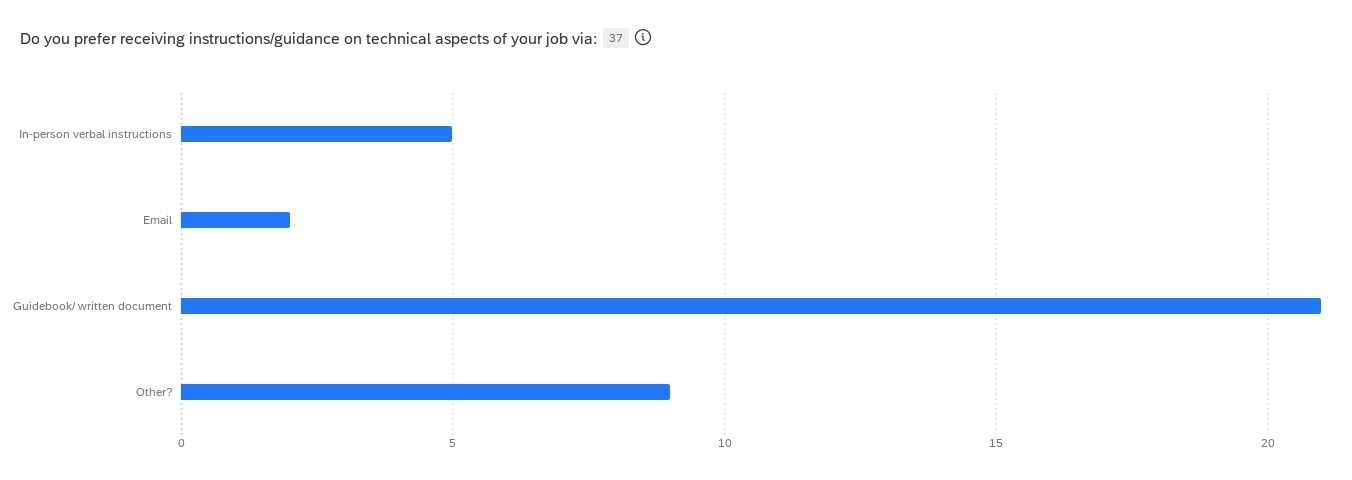 Do you prefer receiving instructions/guidance on technical aspects of your job via: 37
In-person verbal instructions
Email
Guidebook/ written document
Other?
0 5 10 15 20